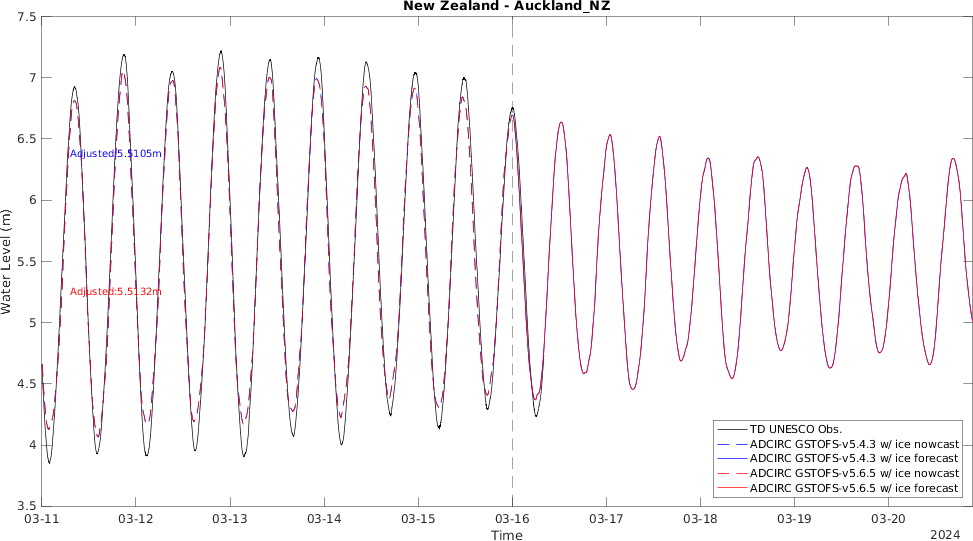 New Zealand - Auckland_NZ
7.5
7
6.5
6
5.5
5
4.5
4
3.5
Water Level (m)
Adjusted:5.5105m
Adjusted:5.5132m
TD UNESCO Obs.
ADCIRC GSTOFS-v5.4.3 w/ ice nowcast
ADCIRC GSTOFS-v5.4.3 w/ ice forecast
ADCIRC GSTOFS-v5.6.5 w/ ice nowcast
ADCIRC GSTOFS-v5.6.5 w/ ice forecast
03-11 03-12 03-13 03-14 03-15 03-16 03-17 03-18 03-19 03-20
Time
2024